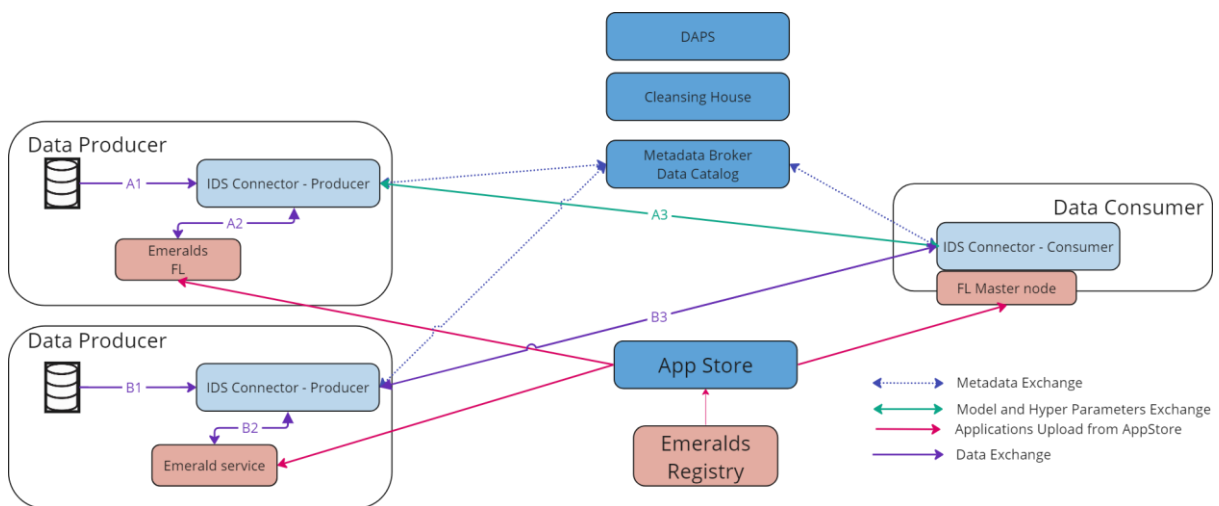 DAPS
Cleansing House
Metadata Broker
Data Catalog
Data Producer
A1
IDS Connector - Producer
A2
Emeralds
FL
A3
Data Consumer
IDS Connector - Consumer
FL Master node
Data Producer
B1
IDS Connector - Producer
B2
Emerald service
B3
App Store
Emeralds
Registry
Metadata Exchange
Model and Hyper Parameters Exchange
Applications Upload from AppStore
Data Exchange